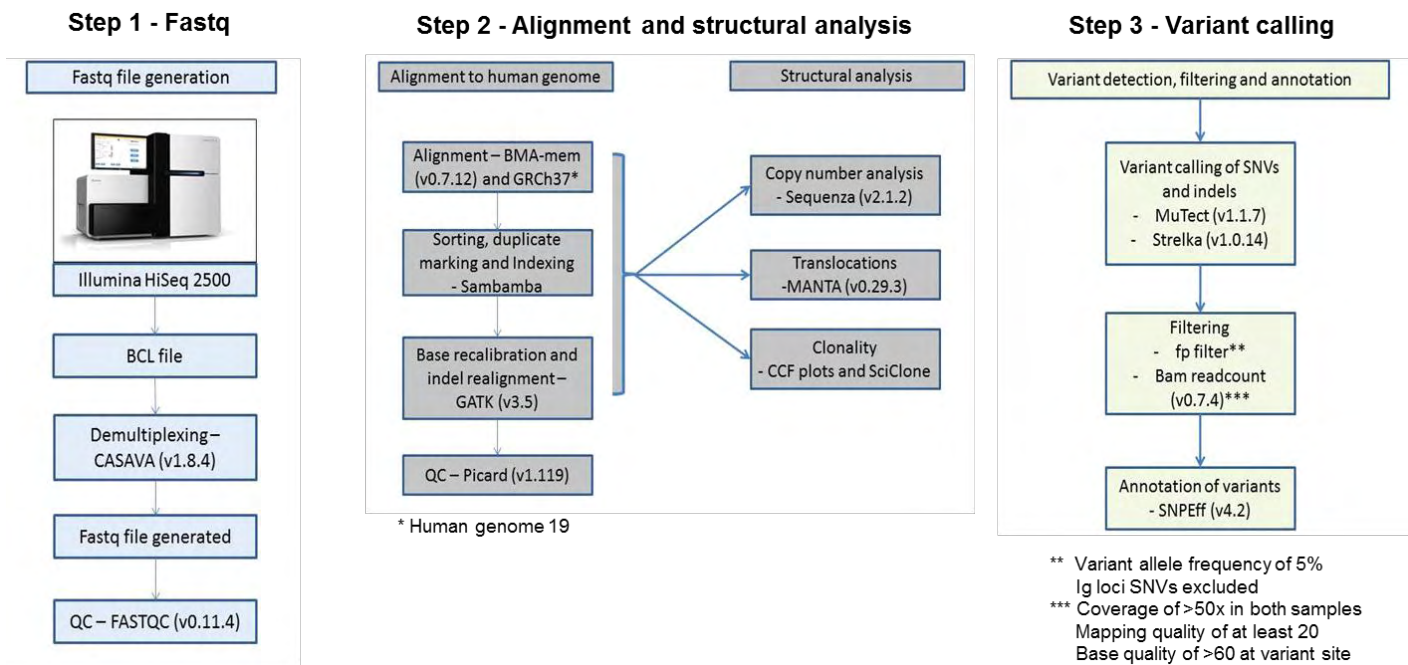 Step 1 - Fastq
Fastq file generation
Illumina HiSeq 2500
BCL file
Demultiplexing –
CASAVA (v1.8.4)
Fastq file generated
QC – FASTQC (v0.11.4)
Step 2 - Alignment and structural analysis
Alignment to human genome
Alignment – BMA-mem
(v0.7.12) and GRCh37*
Sorting, duplicate
marking and Indexing
- Sambamba
Base recalibration and
indel realignment –
GATK (v3.5)
QC – Picard (v1.119)
Structural analysis
Copy number analysis
- Sequenza (v2.1.2)
Translocations
-MANTA (v0.29.3)
Clonality
- CCF plots and SciClone
* Human genome 19
Step 3 - Variant calling
Variant detection, filtering and annotation
Variant calling of SNVs
and indels
- MuTect (v1.1.7)
- Strelka (v1.0.14)
Filtering
- fp filter**
- Bam readcount
(v0.7.4)***
Annotation of variants
- SNPEff (v4.2)
** Variant allele frequency of 5%
Ig loci SNVs excluded
*** Coverage of >50x in both samples
Mapping quality of at least 20
Base quality of >60 at variant site